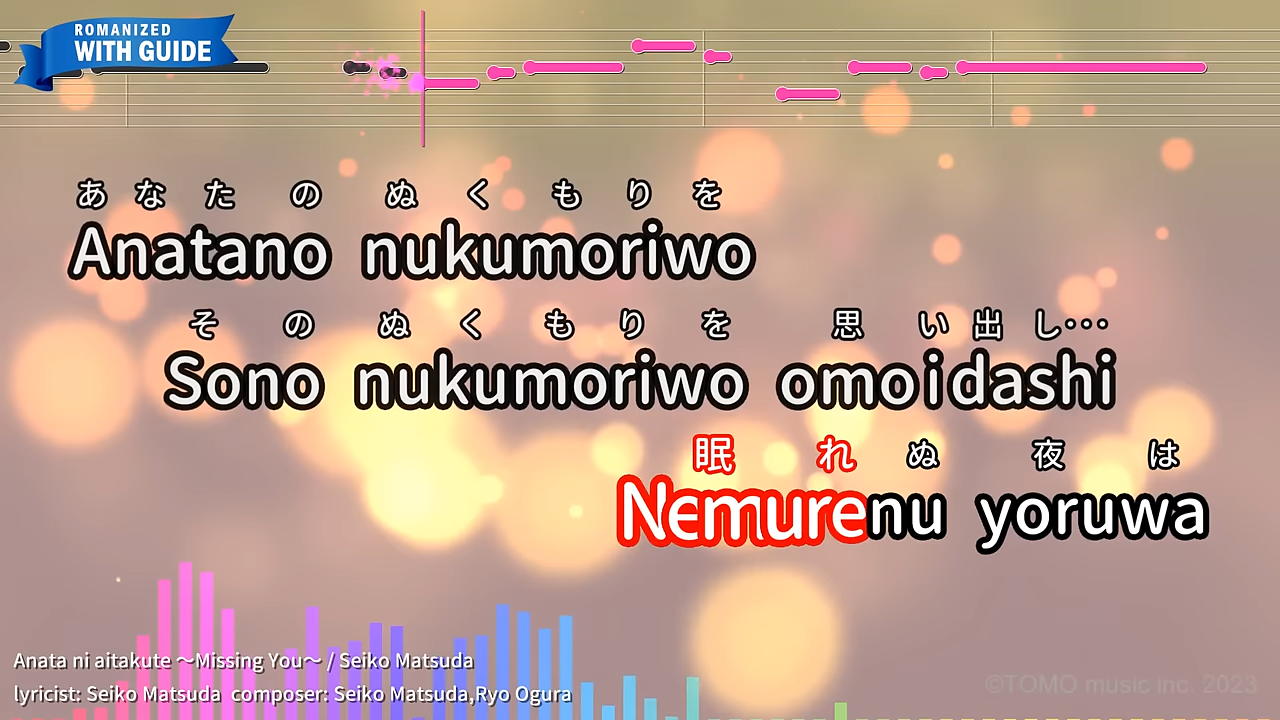 ROMANIZED
WITH GUIDE
あなたのぬくもりを
Anatano nukumoriwo
そのぬくもりを思い出し…
Sono nukumoriwo omoidashi
眠れぬ夜は
Nemurenu yoruwa
Anata ni aitakute ～Missing You～ / Seiko Matsuda
lyricist: Seiko Matsuda composer: Seiko Matsuda,Ryo Ogura
©TOMO music inc. 2023